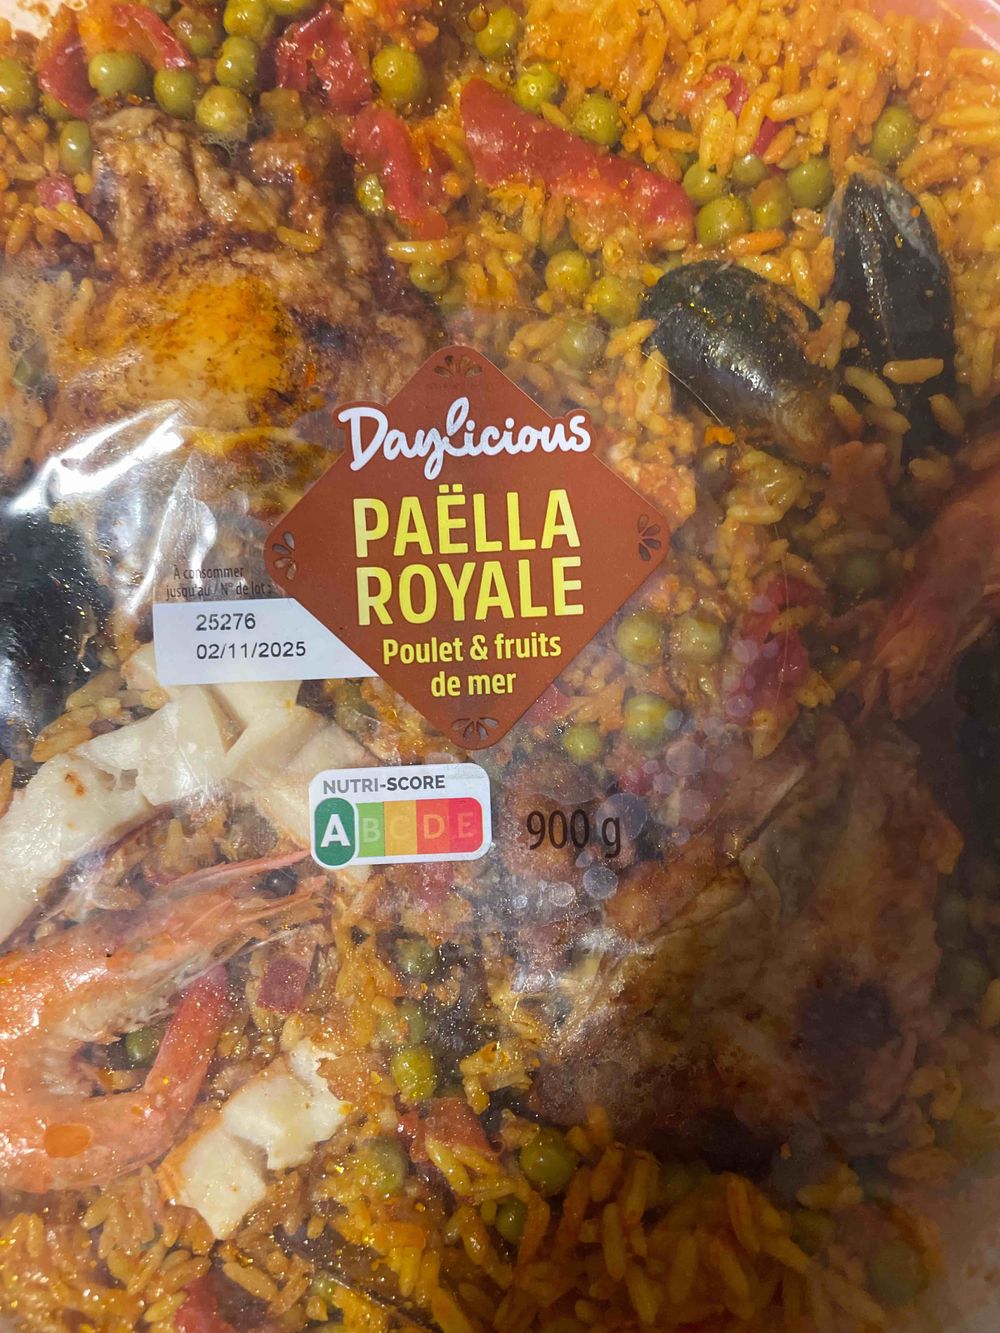 Daylicious
PAËLLA
ROYALE
Poulet & fruits
de mer
À consommer
jusqu'au / N° de lot :
25276
02/11/2025
NUTRI-SCORE
A B C D E
900 g